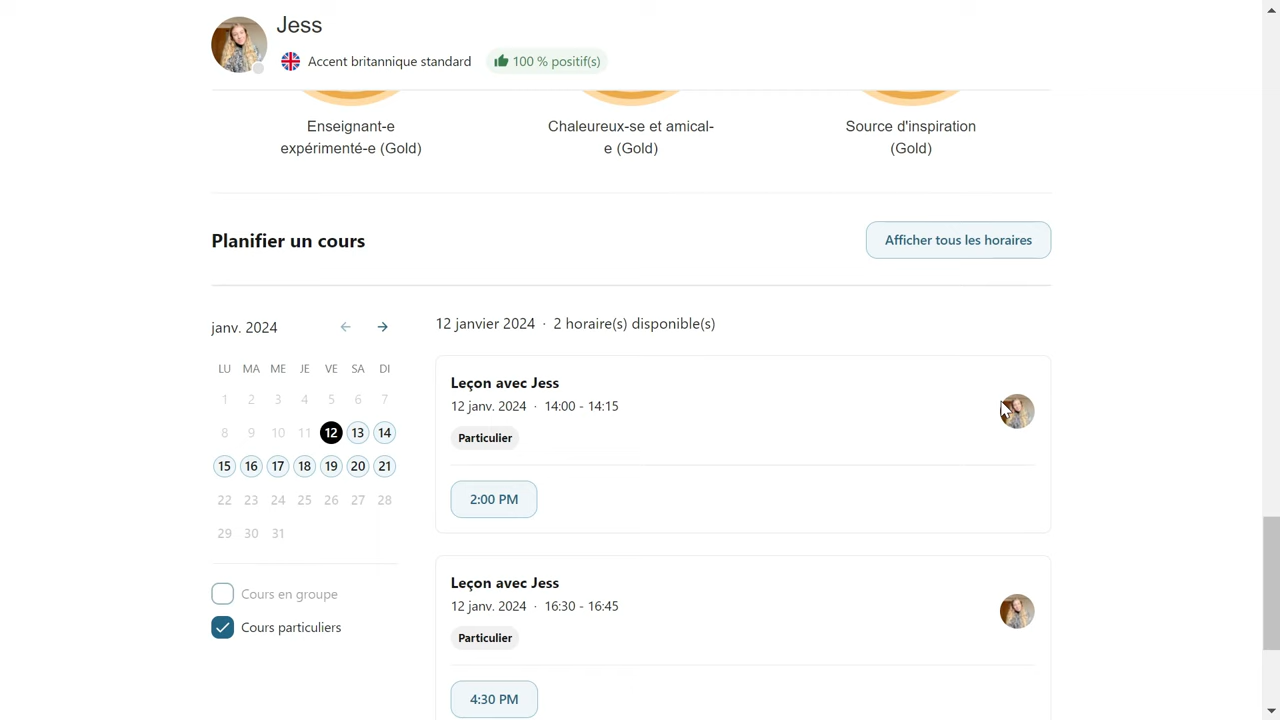 Jess
Accent britannique standard
100 % positif(s)
Enseignant-e
expérimenté-e (Gold)
Chaleureux-se et amical-
e (Gold)
Source d'inspiration
(Gold)
Planifier un cours
Afficher tous les horaires
janv. 2024
LU MA ME JE VE SA DI
1 2 3 4 5 6 7
8 9 10 11 12 13 14
15 16 17 18 19 20 21
22 23 24 25 26 27 28
29 30 31
Cours en groupe
Cours particuliers
12 janvier 2024 · 2 horaire(s) disponible(s)
Leçon avec Jess
12 janv. 2024 · 14:00 - 14:15
Particulier
2:00 PM
Leçon avec Jess
12 janv. 2024 · 16:30 - 16:45
Particulier
4:30 PM